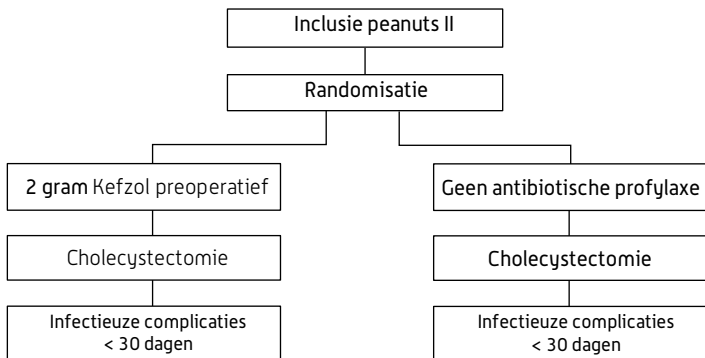 Inclusie peanuts II
Randomisatie
2 gram Kefzol preoperatief
Geen antibiotische profylaxe
Cholecystectomie
Cholecystectomie
Infectieuze complicaties
< 30 dagen
Infectieuze complicaties
< 30 dagen